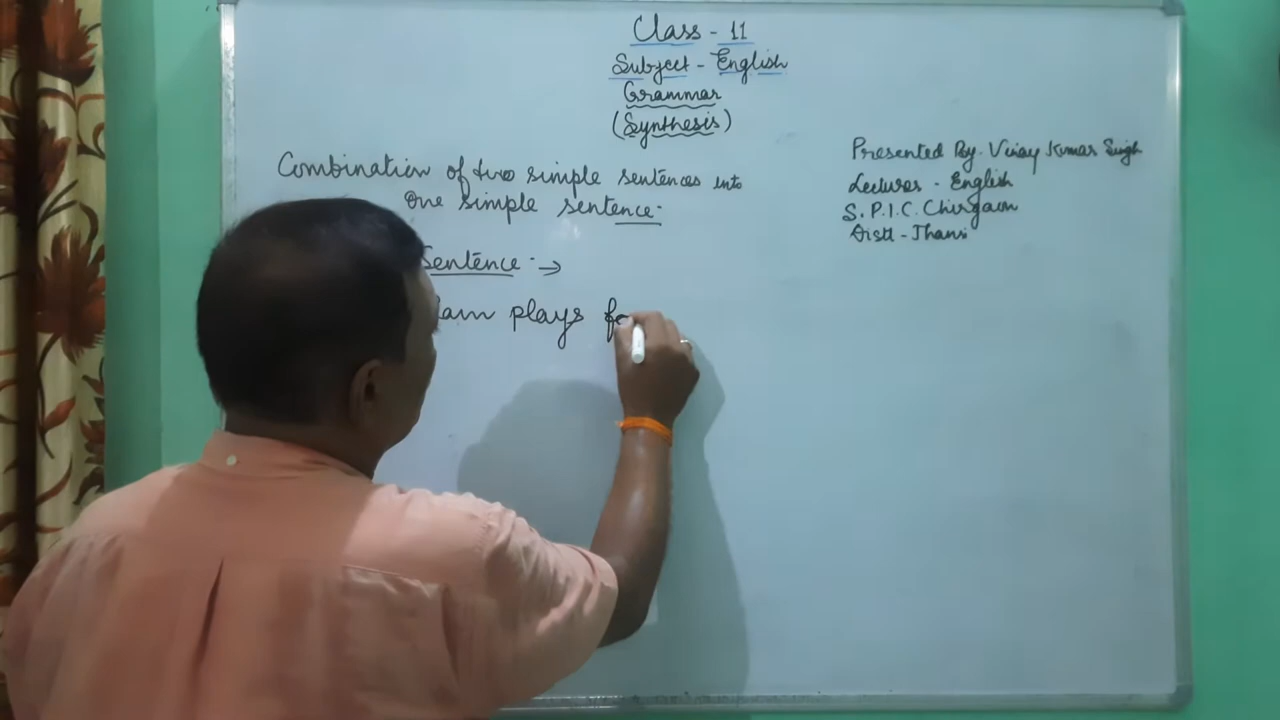 Class - 11
Subject - English
Grammar
(Synthesis)
Combination of two simple sentences into
one simple sentence:-
Presented By. Vinay Kumar Singh
Lecturer - English
S.P.I.C. Chirgaon
Distt - Jhansi
Sentence :- →
plays